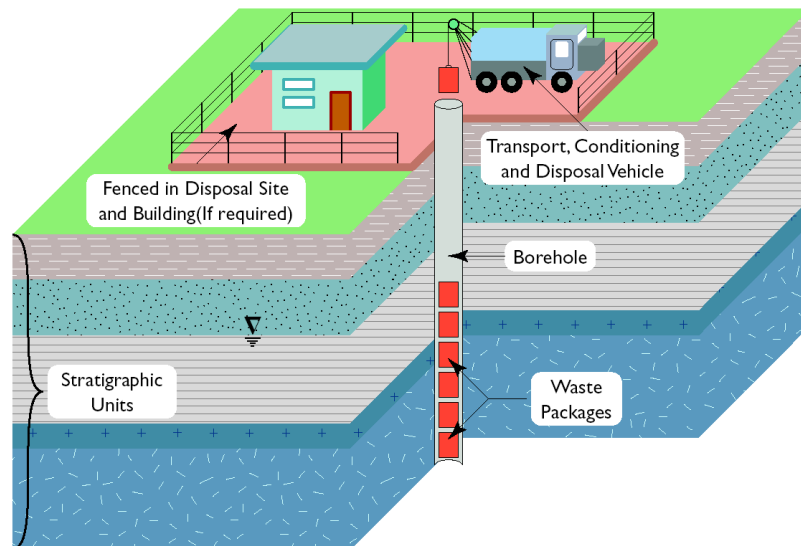 Transport, Conditioning
and Disposal Vehicle
Fenced in Disposal Site
and Building(If required)
Borehole
Stratigraphic
Units
Waste
Packages